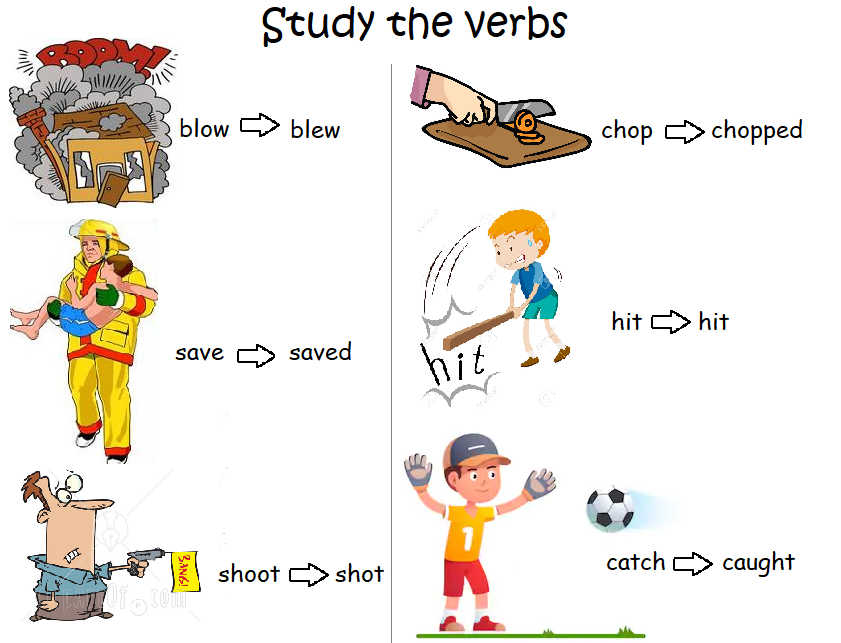 Study the verbs
BOOM!
blow blew
save saved
BANG!
shoot shot
chop chopped
hit
hit hit
1
catch caught